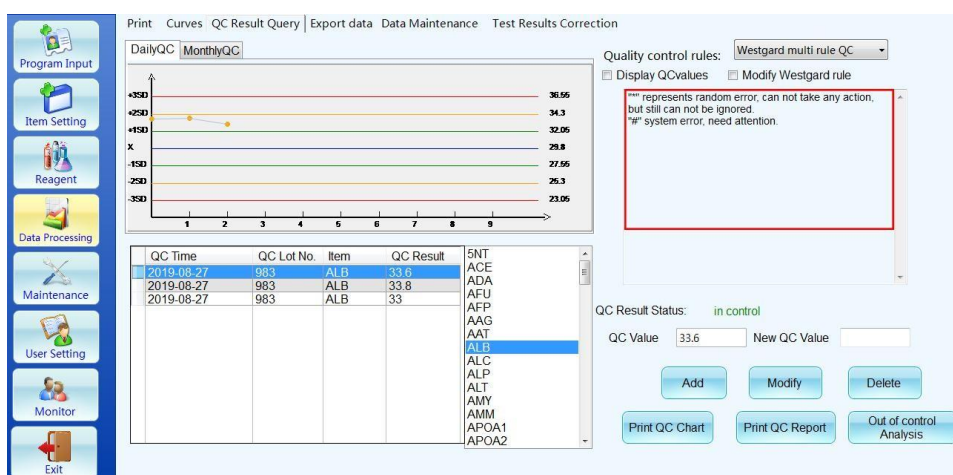 Print Curves QC Result Query Export data Data Maintenance Test Results Correction
Program Input
Item Setting
Reagent
Data Processing
Maintenance
User Setting
Monitor
Exit
DailyQC MonthlyQC
+3SD 36.55
+2SD 34.3
+1SD 32.05
X 29.8
-1SD 27.55
-2SD 25.3
-3SD 23.05
1 2 3 4 5 6 7 8 9
QC Time QC Lot No. Item QC Result
2019-08-27 983 ALB 33.6
2019-08-27 983 ALB 33.8
2019-08-27 983 ALB 33
5NT
ACE
ADA
AFU
AFP
AAG
AAT
ALB
ALC
ALP
ALT
AMY
AMM
APOA1
APOA2
Quality control rules: Westgard multi rule QC
Display QCvalues Modify Westgard rule
"*" represents random error, can not take any action,
but still can not be ignored.
"#" system error, need attention.
QC Result Status: in control
QC Value 33.6 New QC Value
Add Modify Delete
Print QC Chart Print QC Report Out of control
Analysis